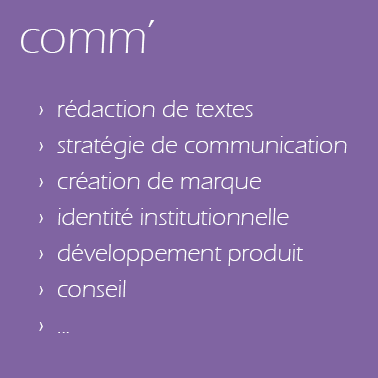 comm’
› rédaction de textes
› stratégie de communication
› création de marque
› identité institutionnelle
› développement produit
› conseil
› ...